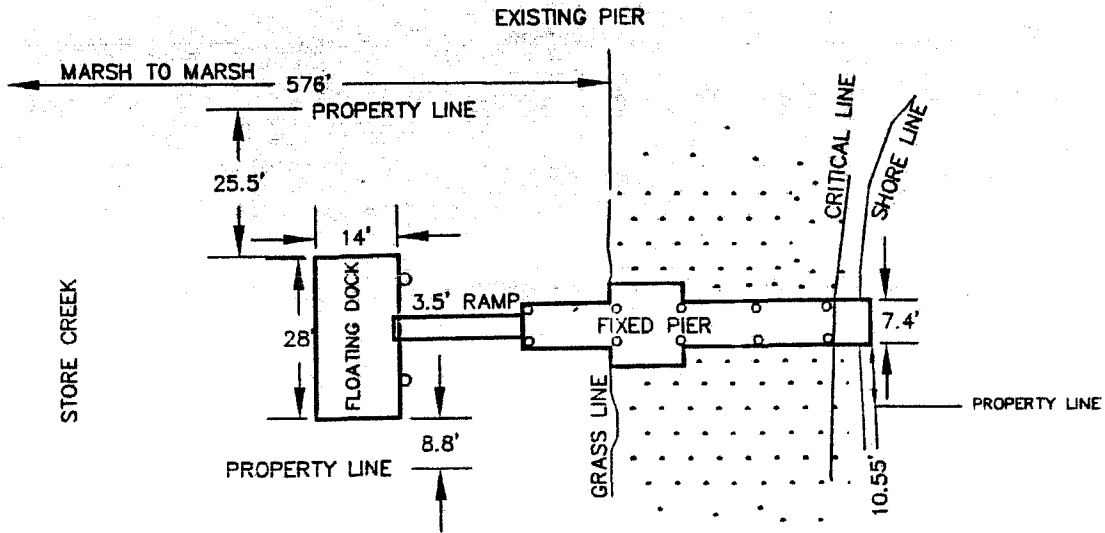 EXISTING PIER
MARSH TO MARSH
576'
PROPERTY LINE
25.5'
CRITICAL LINE
SHORE LINE
14'
STORE CREEK
28'
FLOATING DOCK
3.5' RAMP
FIXED PIER
7.4'
PROPERTY LINE
8.8'
PROPERTY LINE
GRASS LINE
10.55'